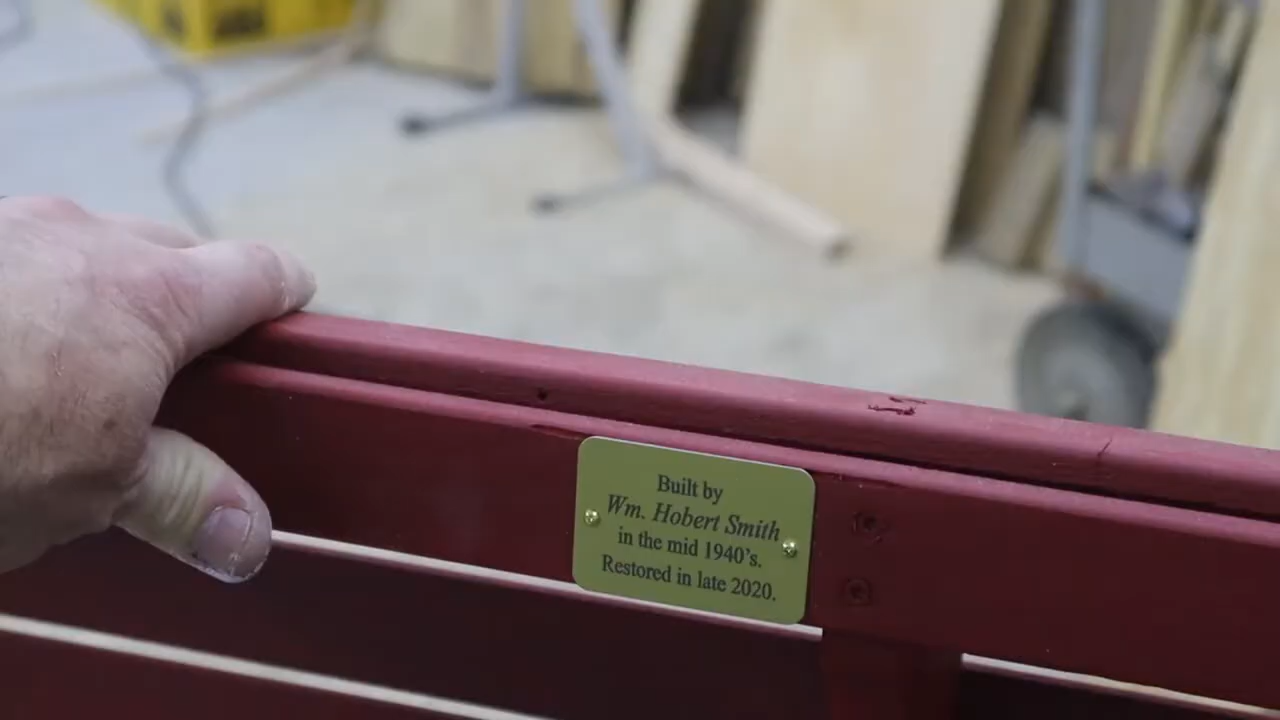 Built by
Wm. Hobert Smith
in the mid 1940's.
Restored in late 2020.